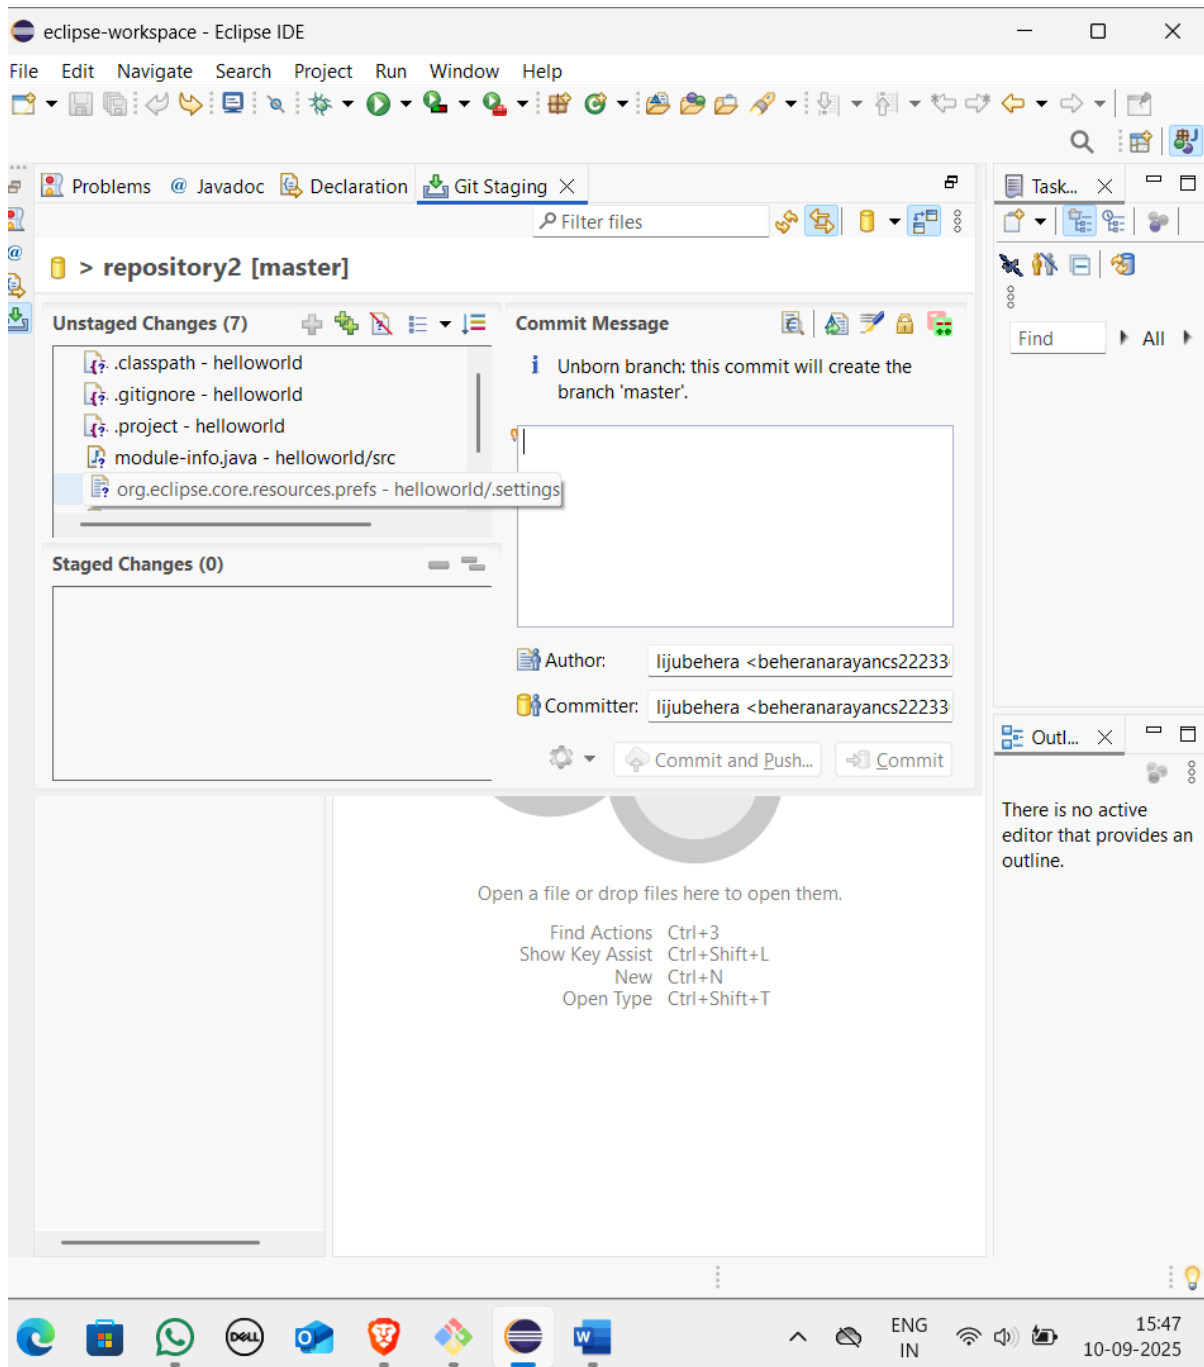 eclipse-workspace - Eclipse IDE
File Edit Navigate Search Project Run Window Help
Problems @ Javadoc Declaration Git Staging
Task...
Filter files
> repository2 [master]
Unstaged Changes (7)
.classpath - helloworld
.gitignore - helloworld
.project - helloworld
module-info.java - helloworld/src
org.eclipse.core.resources.prefs - helloworld/.settings
Staged Changes (0)
Commit Message
Unborn branch: this commit will create the
branch 'master'.
Author: lijubehera <beheranarayancs22233
Committer: lijubehera <beheranarayancs22233
Commit and Push... Commit
Find All
Outl...
There is no active
editor that provides an
outline.
Open a file or drop files here to open them.
Find Actions Ctrl+3
Show Key Assist Ctrl+Shift+L
New Ctrl+N
Open Type Ctrl+Shift+T
DELL
W
ENG
IN
15:47
10-09-2025